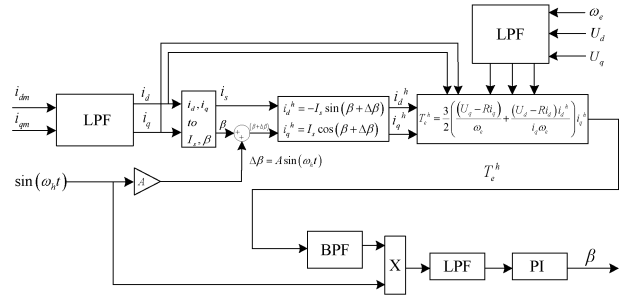 ω_e
U_d
U_q
LPF
i_dm
i_qm
LPF
i_d
i_q
i_d, i_q
to
I_s, β
i_s
β
(β+Δβ)
i_d^h = −I_s sin(β + Δβ)
i_q^h = I_s cos(β + Δβ)
i_d^h
i_q^h
T_e^h = 3/2 ( (U_q − Ri_q)/ω_e + (U_d − Ri_d)i_d^h / (i_q ω_e) ) i_q^h
sin(ω_h t)
A
+
+
Δβ = A sin(ω_h t)
T_e^h
BPF
X
LPF
PI
β